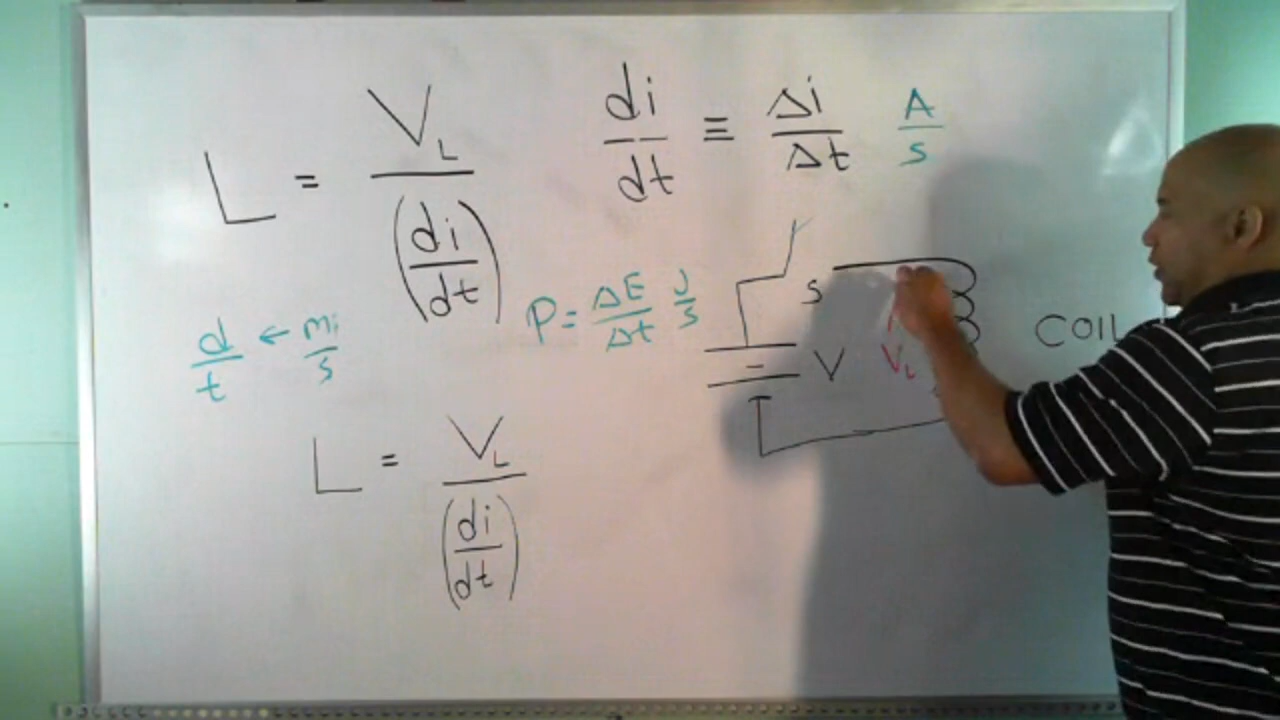 L = V_L / (di/dt)
di/dt ≡ Δi/Δt A/s
d/t ← mi/s
P = ΔE/Δt J/s
S
V
V_L
COIL
L = V_L / (di/dt)